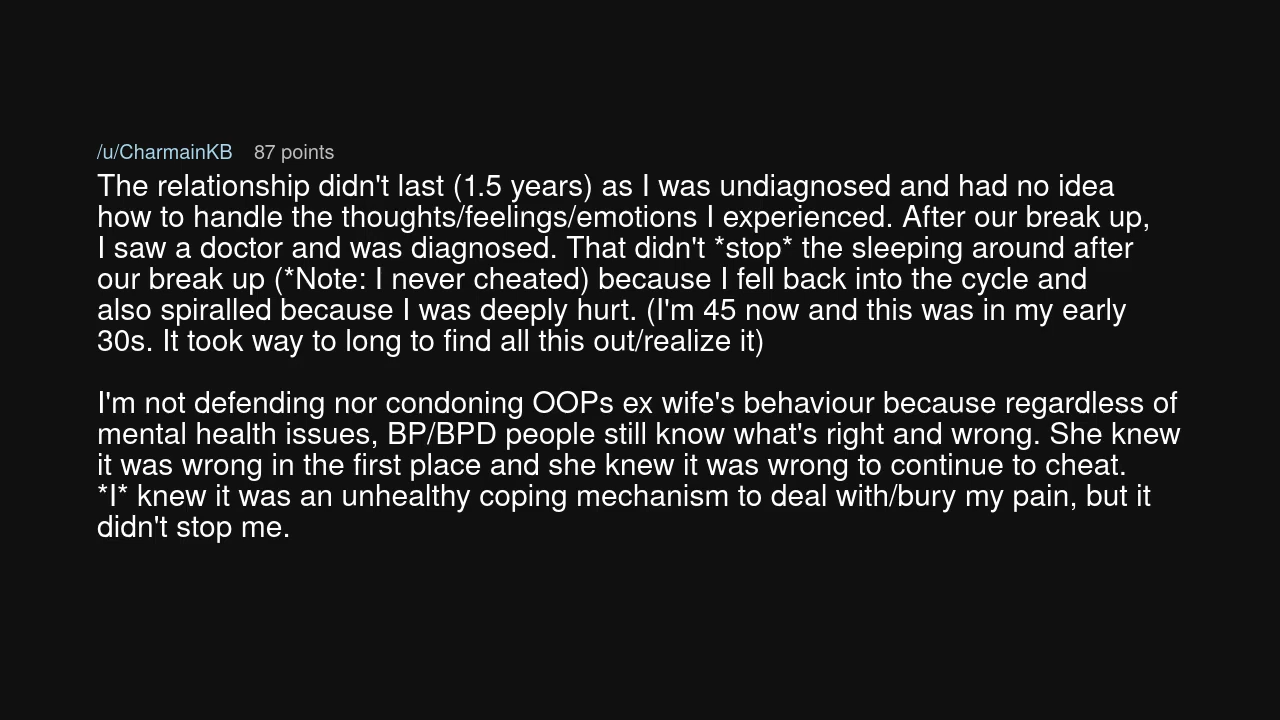 /u/CharmainKB 87 points
The relationship didn't last (1.5 years) as I was undiagnosed and had no idea
how to handle the thoughts/feelings/emotions I experienced. After our break up,
I saw a doctor and was diagnosed. That didn't *stop* the sleeping around after
our break up (*Note: I never cheated) because I fell back into the cycle and
also spiralled because I was deeply hurt. (I'm 45 now and this was in my early
30s. It took way to long to find all this out/realize it)
I'm not defending nor condoning OOPs ex wife's behaviour because regardless of
mental health issues, BP/BPD people still know what's right and wrong. She knew
it was wrong in the first place and she knew it was wrong to continue to cheat.
*I* knew it was an unhealthy coping mechanism to deal with/bury my pain, but it
didn't stop me.